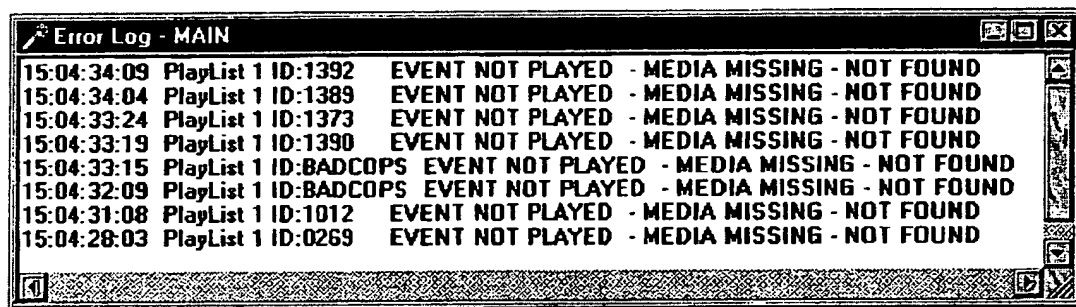 Error Log - MAIN
15:04:34:09 PlayList 1 ID:1392 EVENT NOT PLAYED - MEDIA MISSING - NOT FOUND
15:04:34:04 PlayList 1 ID:1389 EVENT NOT PLAYED - MEDIA MISSING - NOT FOUND
15:04:33:24 PlayList 1 ID:1373 EVENT NOT PLAYED - MEDIA MISSING - NOT FOUND
15:04:33:19 PlayList 1 ID:1390 EVENT NOT PLAYED - MEDIA MISSING - NOT FOUND
15:04:33:15 PlayList 1 ID:BADCOPS EVENT NOT PLAYED - MEDIA MISSING - NOT FOUND
15:04:32:09 PlayList 1 ID:BADCOPS EVENT NOT PLAYED - MEDIA MISSING - NOT FOUND
15:04:31:08 PlayList 1 ID:1012 EVENT NOT PLAYED - MEDIA MISSING - NOT FOUND
15:04:28:03 PlayList 1 ID:0269 EVENT NOT PLAYED - MEDIA MISSING - NOT FOUND